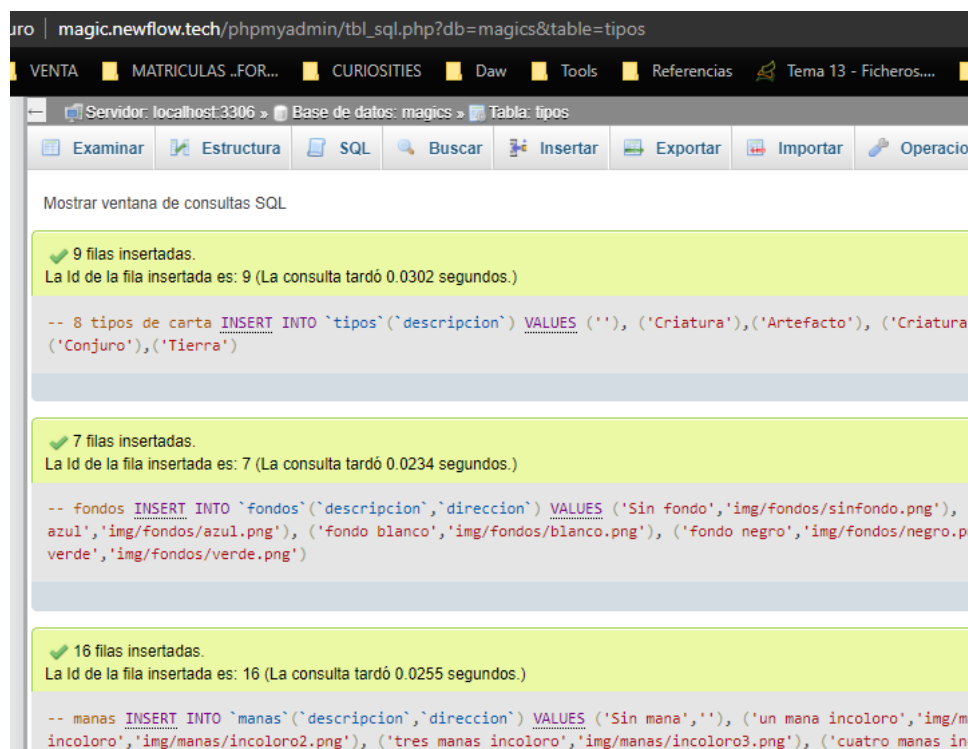 uro | magic.newflow.tech/phpmyadmin/tbl_sql.php?db=magics&table=tipos
VENTA MATRICULAS ..FOR... CURIOSITIES Daw Tools Referencias Tema 13 - Ficheros....
← Servidor: localhost:3306 » Base de datos: magics » Tabla: tipos
Examinar Estructura SQL Buscar Insertar Exportar Importar Operacio
Mostrar ventana de consultas SQL
9 filas insertadas.
La Id de la fila insertada es: 9 (La consulta tardó 0.0302 segundos.)
-- 8 tipos de carta INSERT INTO `tipos`(`descripcion`) VALUES (''), ('Criatura'),('Artefacto'), ('Criatura
('Conjuro'),('Tierra')
7 filas insertadas.
La Id de la fila insertada es: 7 (La consulta tardó 0.0234 segundos.)
-- fondos INSERT INTO `fondos`(`descripcion`,`direccion`) VALUES ('Sin fondo','img/fondos/sinfondo.png'),
azul','img/fondos/azul.png'), ('fondo blanco','img/fondos/blanco.png'), ('fondo negro','img/fondos/negro.p
verde','img/fondos/verde.png')
16 filas insertadas.
La Id de la fila insertada es: 16 (La consulta tardó 0.0255 segundos.)
-- manas INSERT INTO `manas`(`descripcion`,`direccion`) VALUES ('Sin mana',''), ('un mana incoloro','img/m
incoloro','img/manas/incoloro2.png'), ('tres manas incoloro','img/manas/incoloro3.png'), ('cuatro manas in